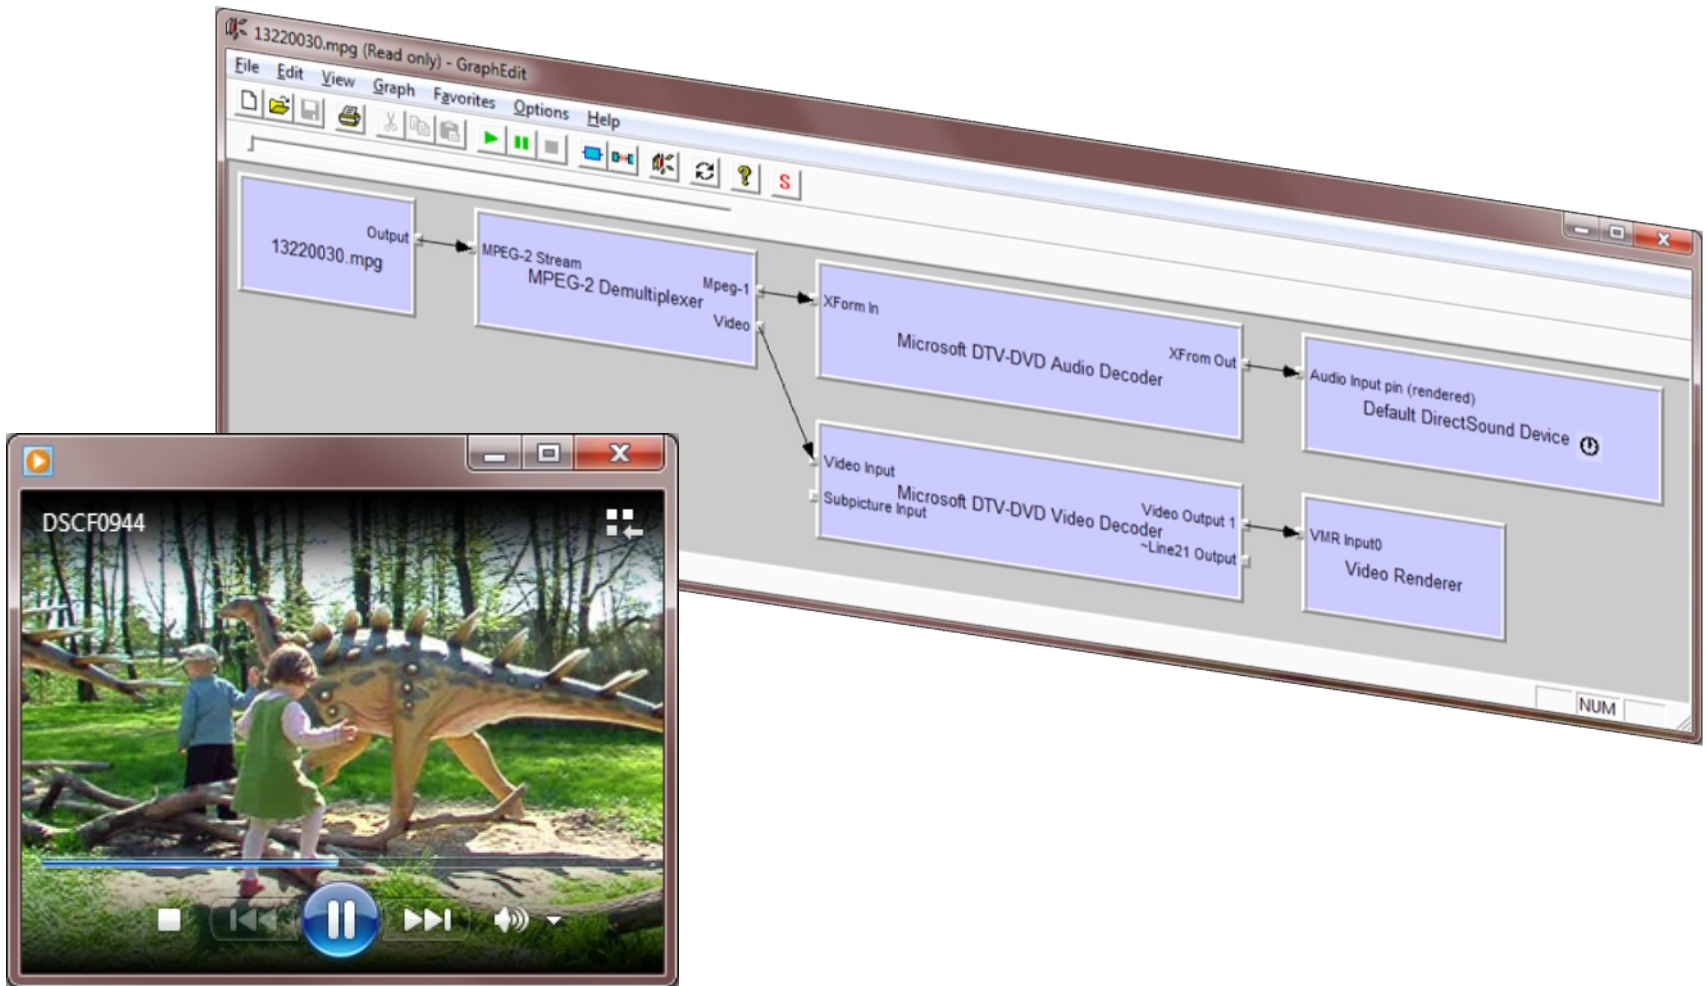 13220030.mpg (Read only) - GraphEdit
File Edit View Graph Favorites Options Help
S
Output
13220030.mpg
MPEG-2 Stream
MPEG-2 Demultiplexer
Mpeg-1
Video
XForm In
Microsoft DTV-DVD Audio Decoder
XFrom Out
Audio Input pin (rendered)
Default DirectSound Device
Video Input
Subpicture Input
Microsoft DTV-DVD Video Decoder
Video Output 1
~Line21 Output
VMR Input0
Video Renderer
NUM
DSCF0944